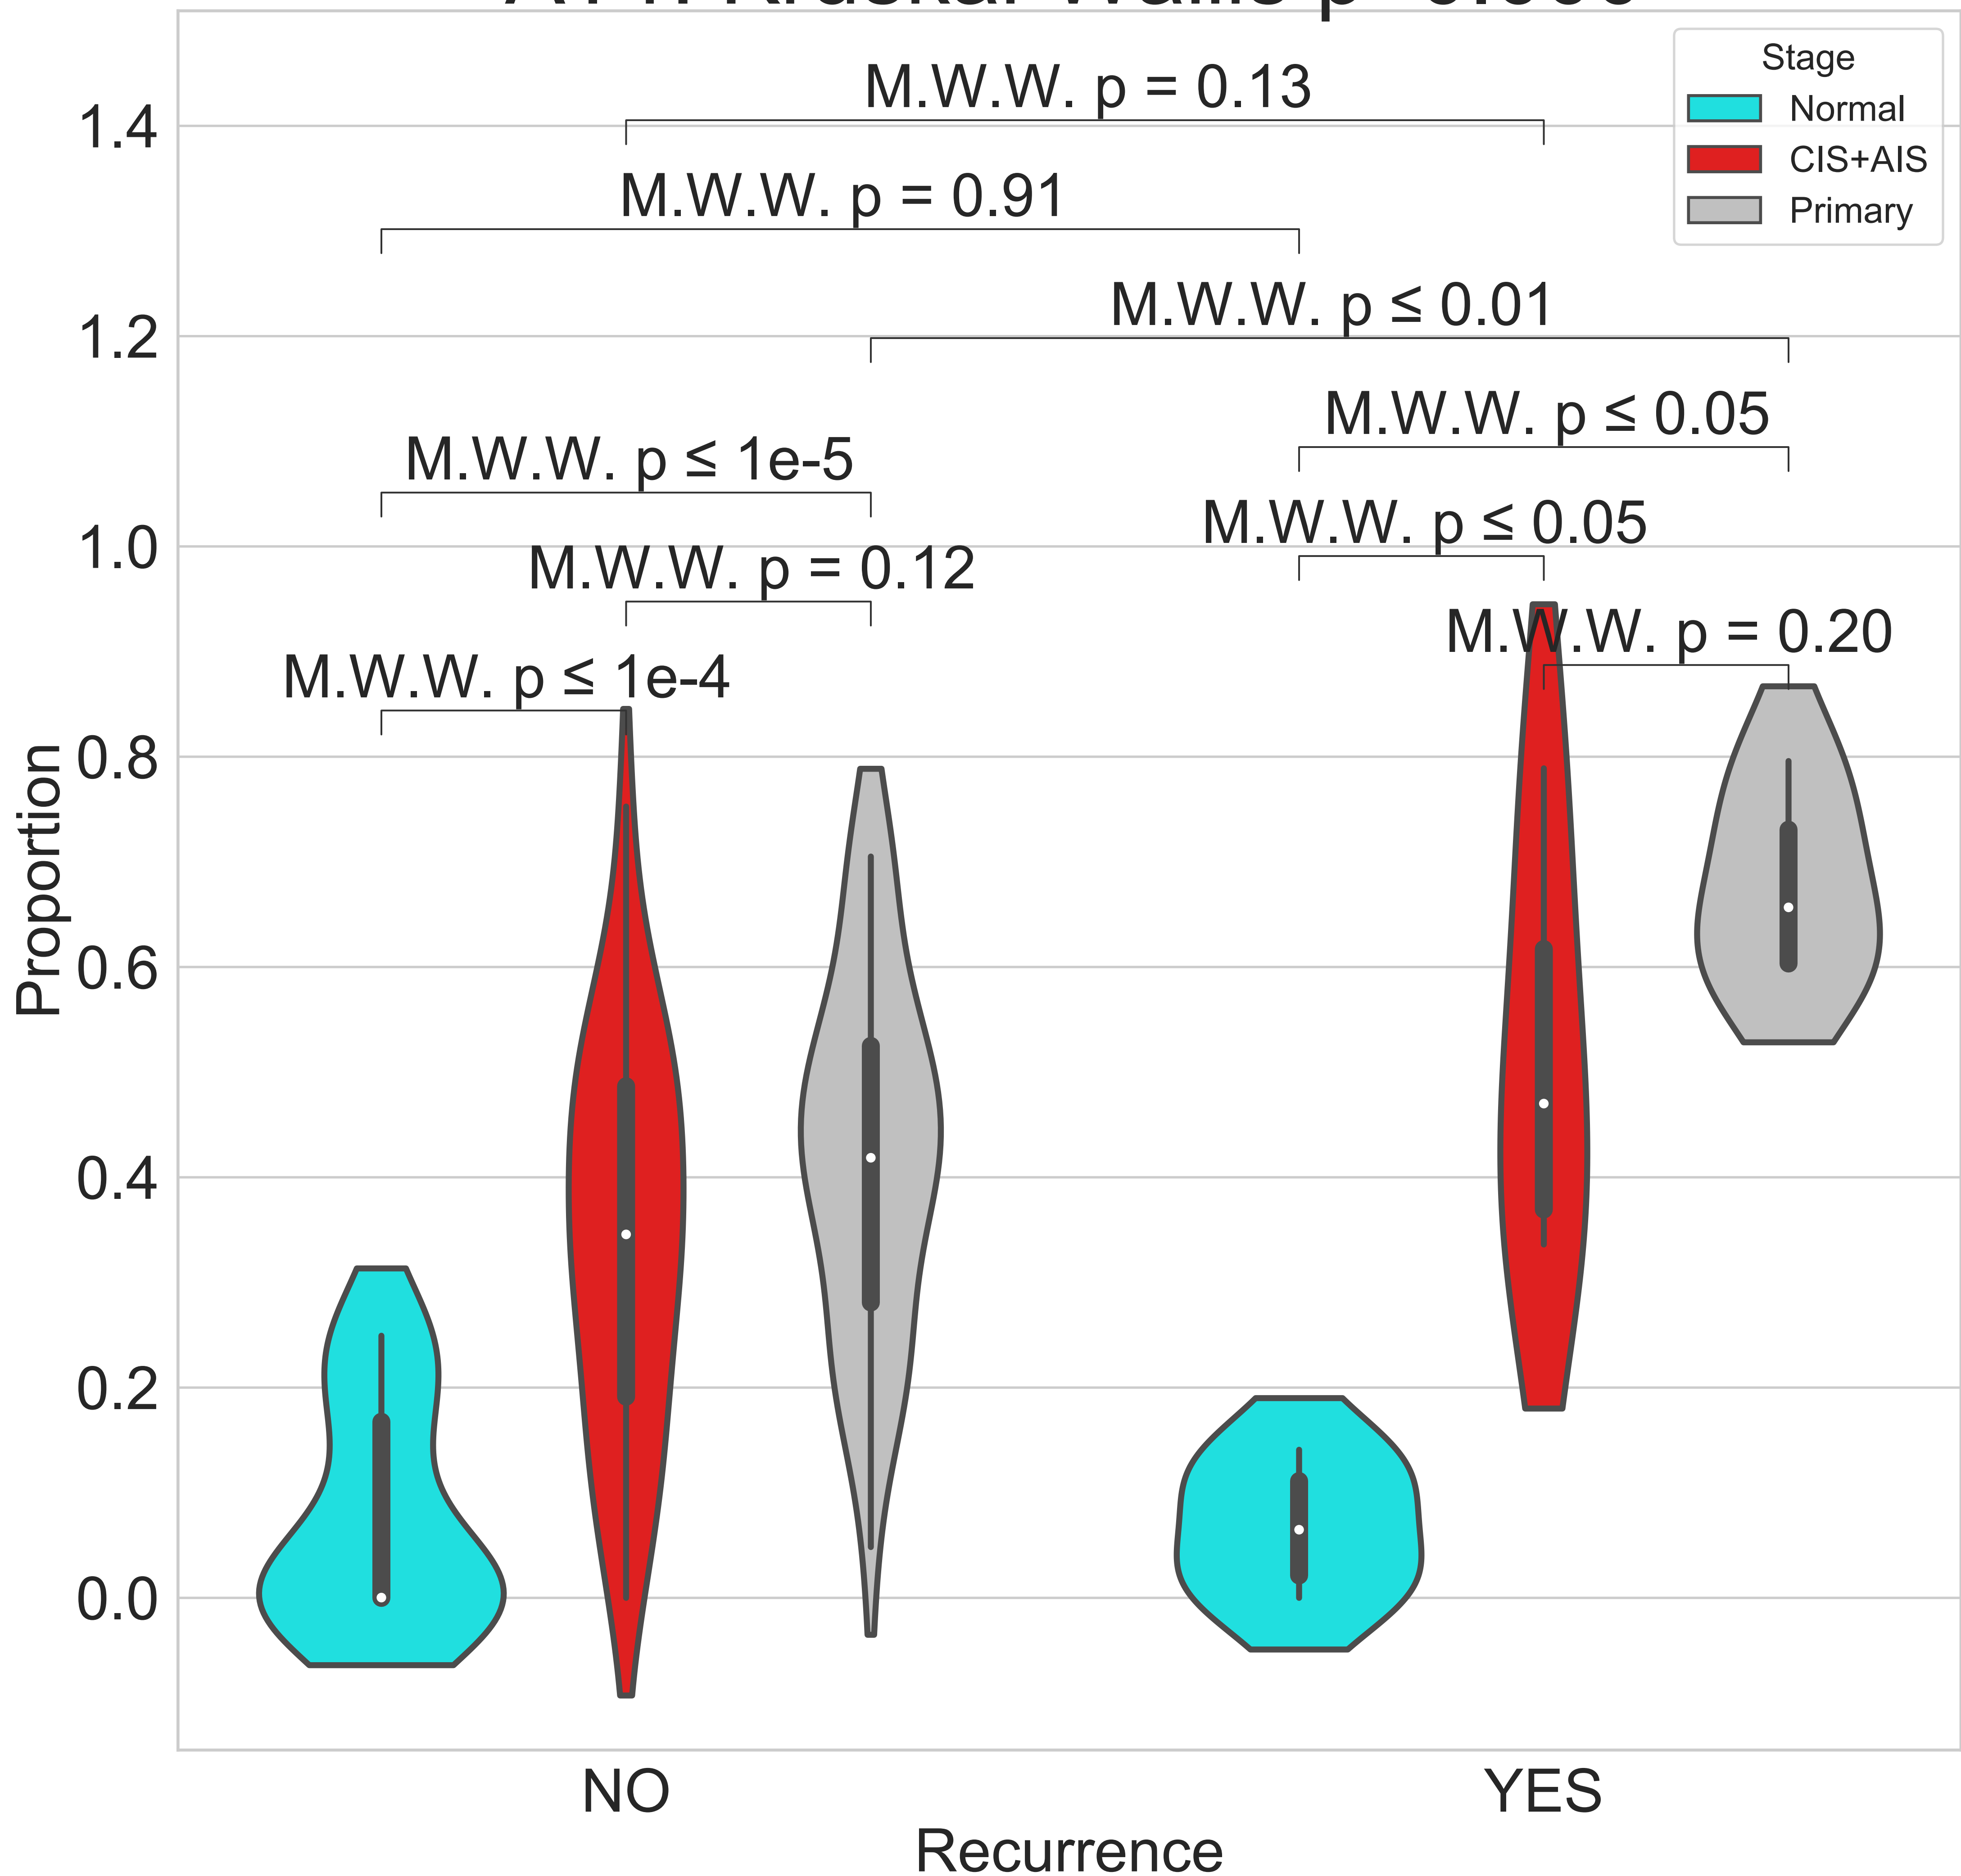 Stage
Normal
CIS+AIS
Primary
M.W.W. p = 0.13
M.W.W. p = 0.91
M.W.W. p ≤ 0.01
M.W.W. p ≤ 0.05
M.W.W. p ≤ 1e-5
M.W.W. p ≤ 0.05
M.W.W. p = 0.12
M.W.W. p = 0.20
M.W.W. p ≤ 1e-4
1.4
1.2
1.0
0.8
0.6
0.4
0.2
0.0
Proportion
NO
YES
Recurrence